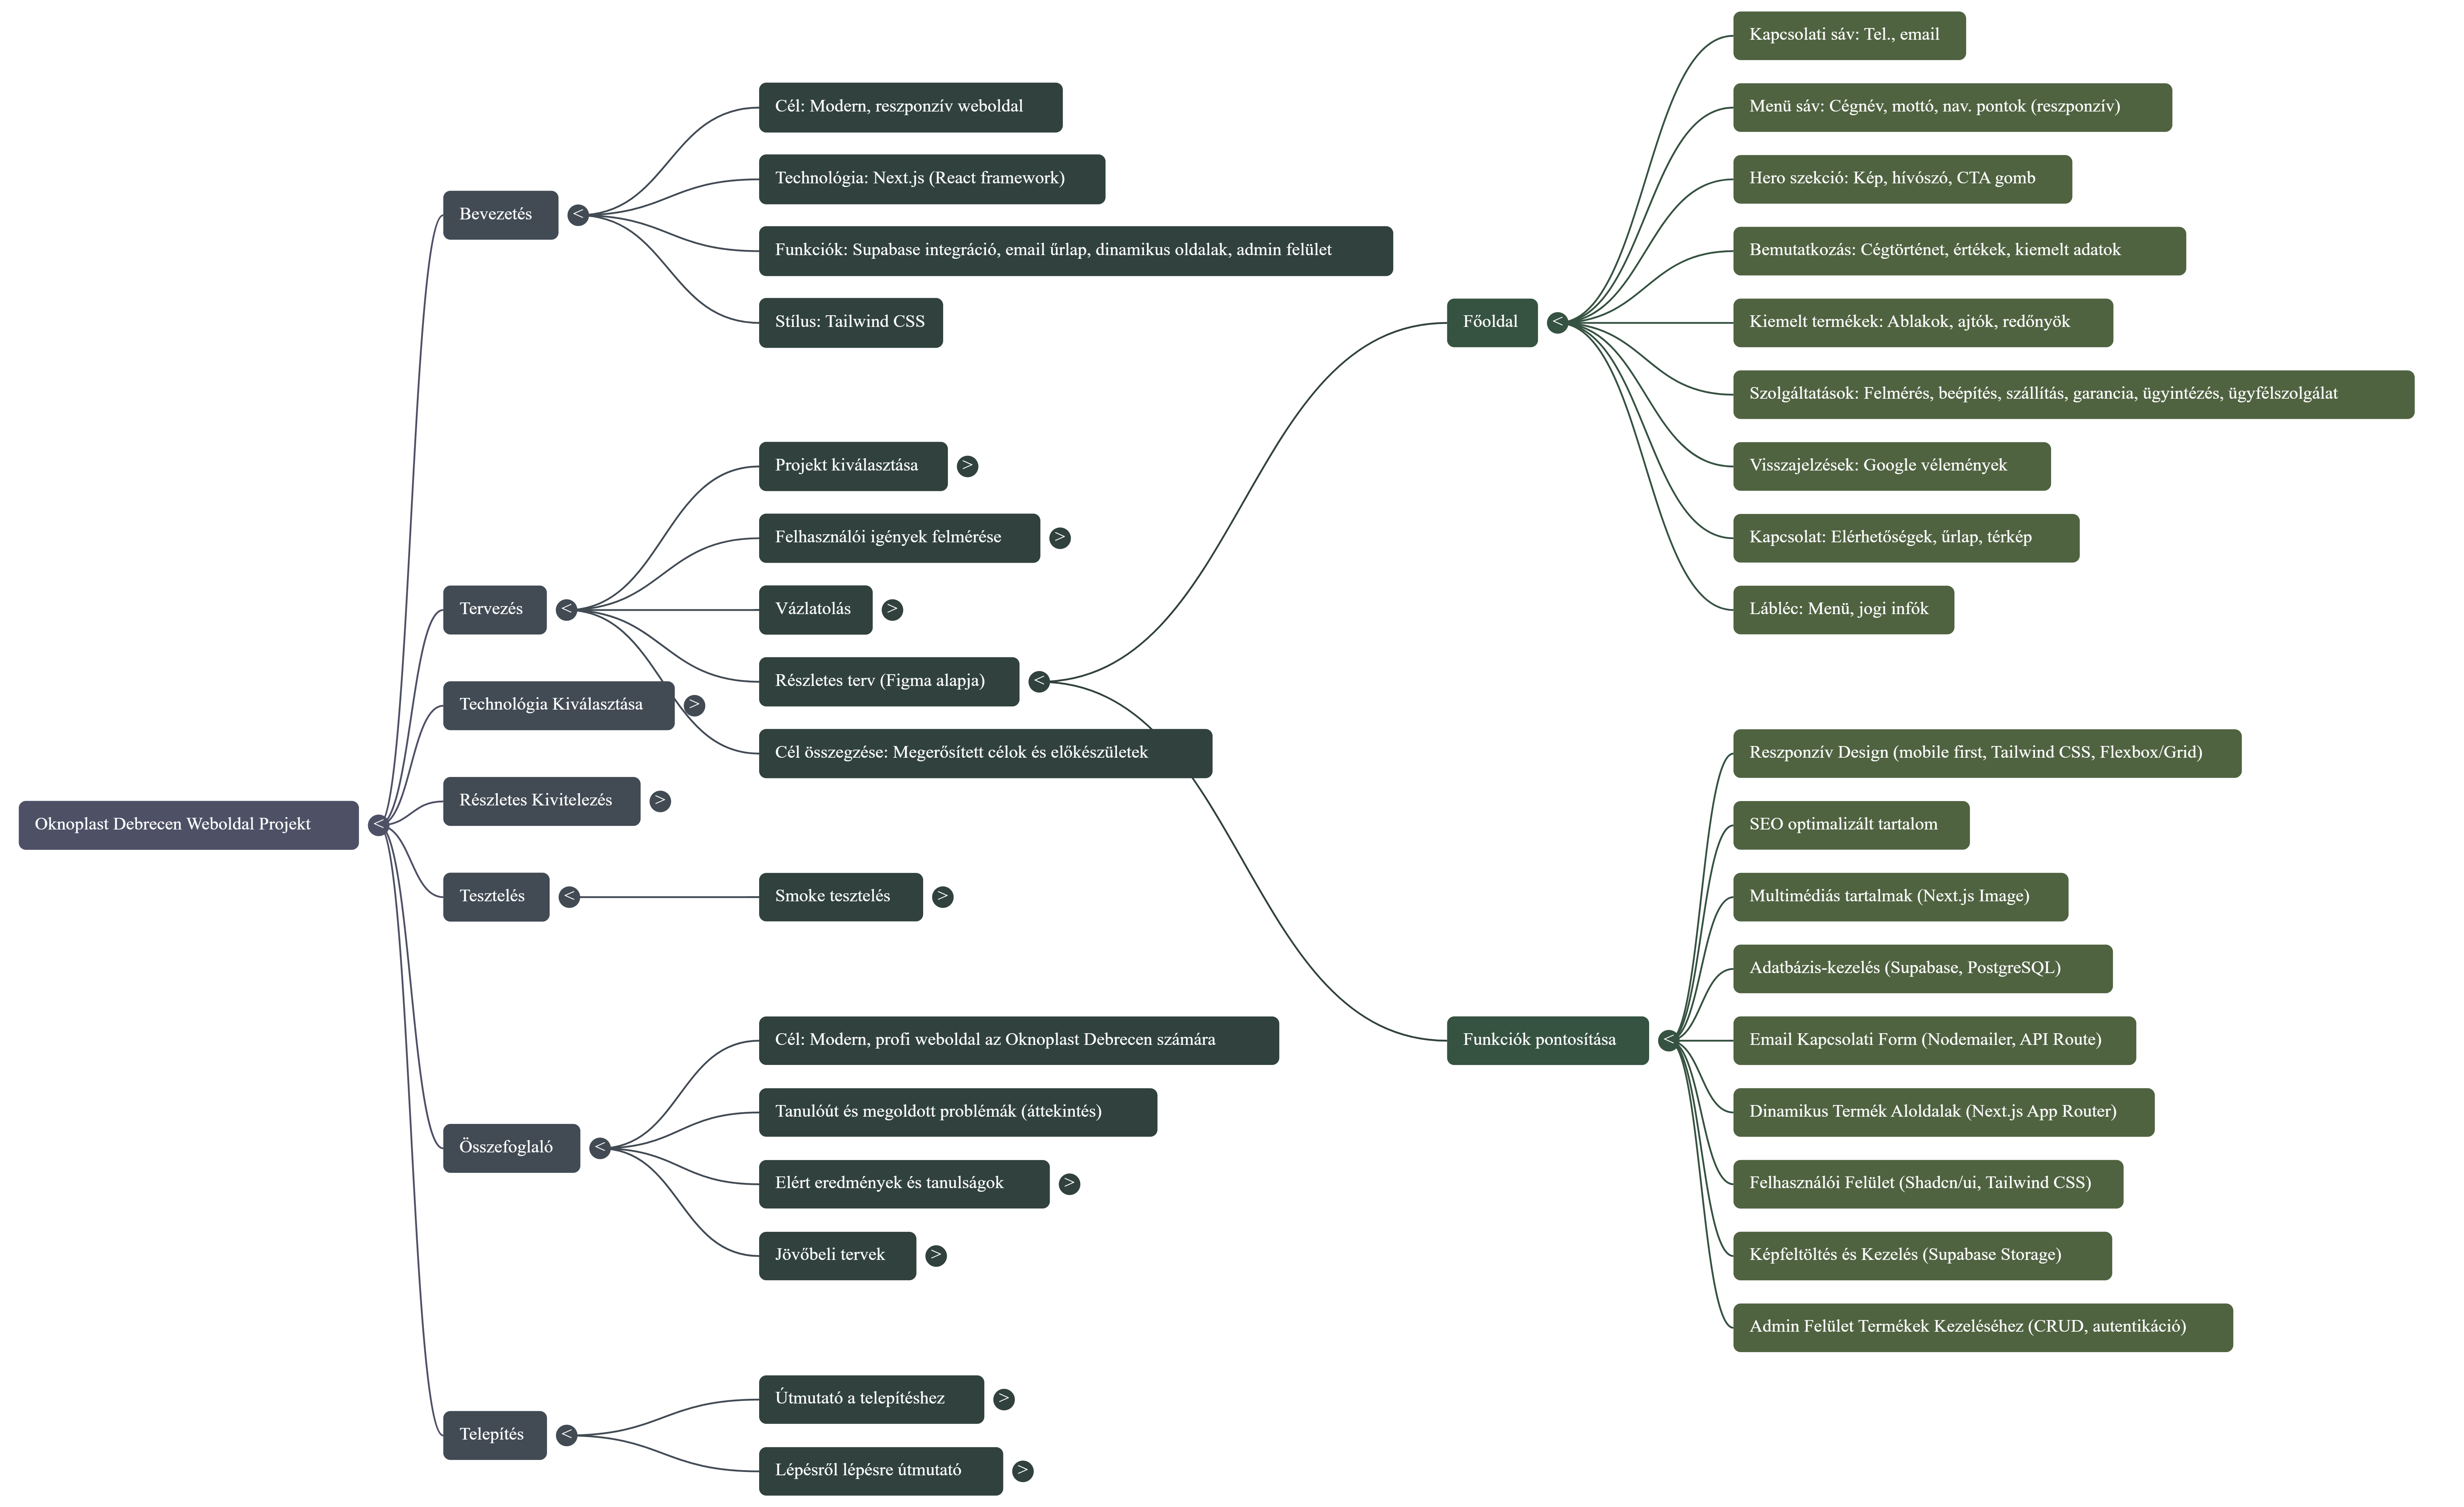 Oknoplast Debrecen Weboldal Projekt
Bevezetés
Cél: Modern, reszponzív weboldal
Technológia: Next.js (React framework)
Funkciók: Supabase integráció, email űrlap, dinamikus oldalak, admin felület
Stílus: Tailwind CSS
Tervezés
Projekt kiválasztása
Felhasználói igények felmérése
Vázlatolás
Részletes terv (Figma alapja)
Főoldal
Kapcsolati sáv: Tel., email
Menü sáv: Cégnév, mottó, nav. pontok (reszponzív)
Hero szekció: Kép, hívószó, CTA gomb
Bemutatkozás: Cégtörténet, értékek, kiemelt adatok
Kiemelt termékek: Ablakok, ajtók, redőnyök
Szolgáltatások: Felmérés, beépítés, szállítás, garancia, ügyintézés, ügyfélszolgálat
Visszajelzések: Google vélemények
Kapcsolat: Elérhetőségek, űrlap, térkép
Lábléc: Menü, jogi infók
Funkciók pontosítása
Reszponzív Design (mobile first, Tailwind CSS, Flexbox/Grid)
SEO optimalizált tartalom
Multimédiás tartalmak (Next.js Image)
Adatbázis-kezelés (Supabase, PostgreSQL)
Email Kapcsolati Form (Nodemailer, API Route)
Dinamikus Termék Aloldalak (Next.js App Router)
Felhasználói Felület (Shadcn/ui, Tailwind CSS)
Képfeltöltés és Kezelés (Supabase Storage)
Admin Felület Termékek Kezeléséhez (CRUD, autentikáció)
Cél összegzése: Megerősített célok és előkészületek
Technológia Kiválasztása
Részletes Kivitelezés
Tesztelés
Smoke tesztelés
Összefoglaló
Cél: Modern, profi weboldal az Oknoplast Debrecen számára
Tanulóút és megoldott problémák (áttekintés)
Elért eredmények és tanulságok
Jövőbeli tervek
Telepítés
Útmutató a telepítéshez
Lépésről lépésre útmutató